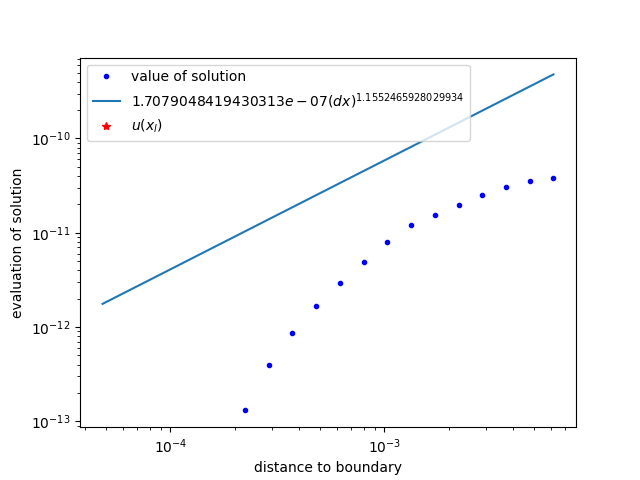 value of solution
1.7079048419430313e − 07(dx)^1.1552465928029934
u(x_l)
10^−10
10^−11
10^−12
10^−13
evaluation of solution
10^−4
10^−3
distance to boundary